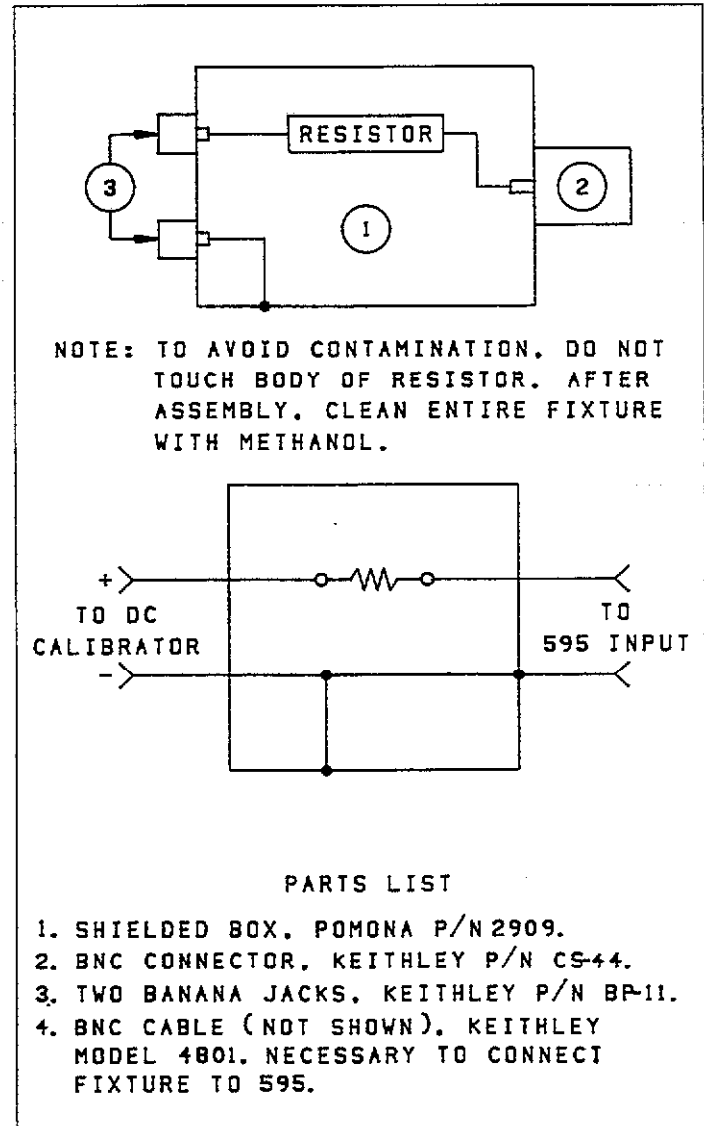 RESISTOR
3
2
1
NOTE: TO AVOID CONTAMINATION. DO NOT
TOUCH BODY OF RESISTOR. AFTER
ASSEMBLY. CLEAN ENTIRE FIXTURE
WITH METHANOL.
+
TO DC
CALIBRATOR
-
TO
595 INPUT
PARTS LIST
1. SHIELDED BOX. POMONA P/N 2909.
2. BNC CONNECTOR. KEITHLEY P/N CS-44.
3. TWO BANANA JACKS. KEITHLEY P/N BP-11.
4. BNC CABLE (NOT SHOWN). KEITHLEY
MODEL 4801. NECESSARY TO CONNECT
FIXTURE TO 595.